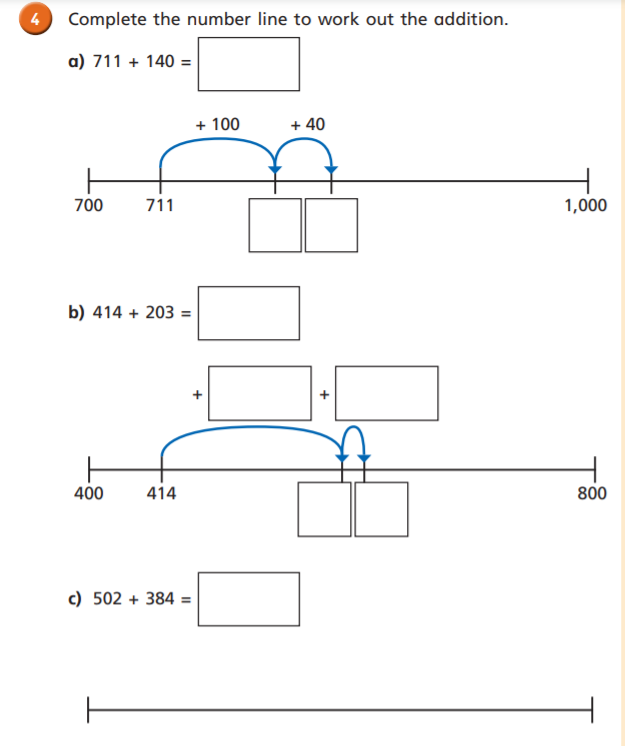 4 Complete the number line to work out the addition.
a) 711 + 140 =
+ 100 + 40
700 711 1,000
b) 414 + 203 =
+ +
400 414 800
c) 502 + 384 =